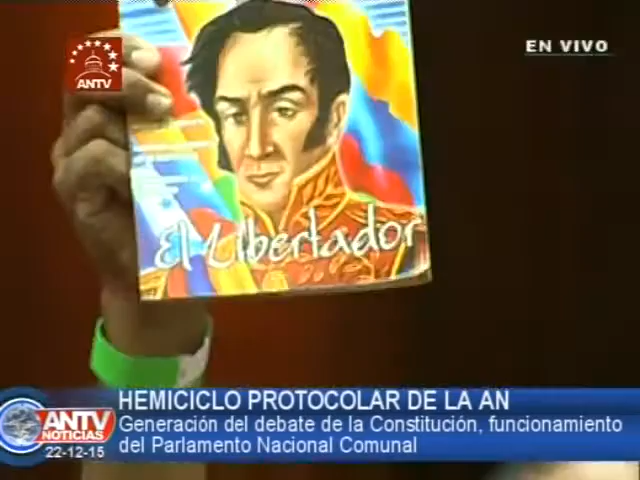 ANTV
EN VIVO
El Libertador
HEMICICLO PROTOCOLAR DE LA AN
ANTV
NOTICIAS
22-12-15
Generación del debate de la Constitución, funcionamiento
del Parlamento Nacional Comunal